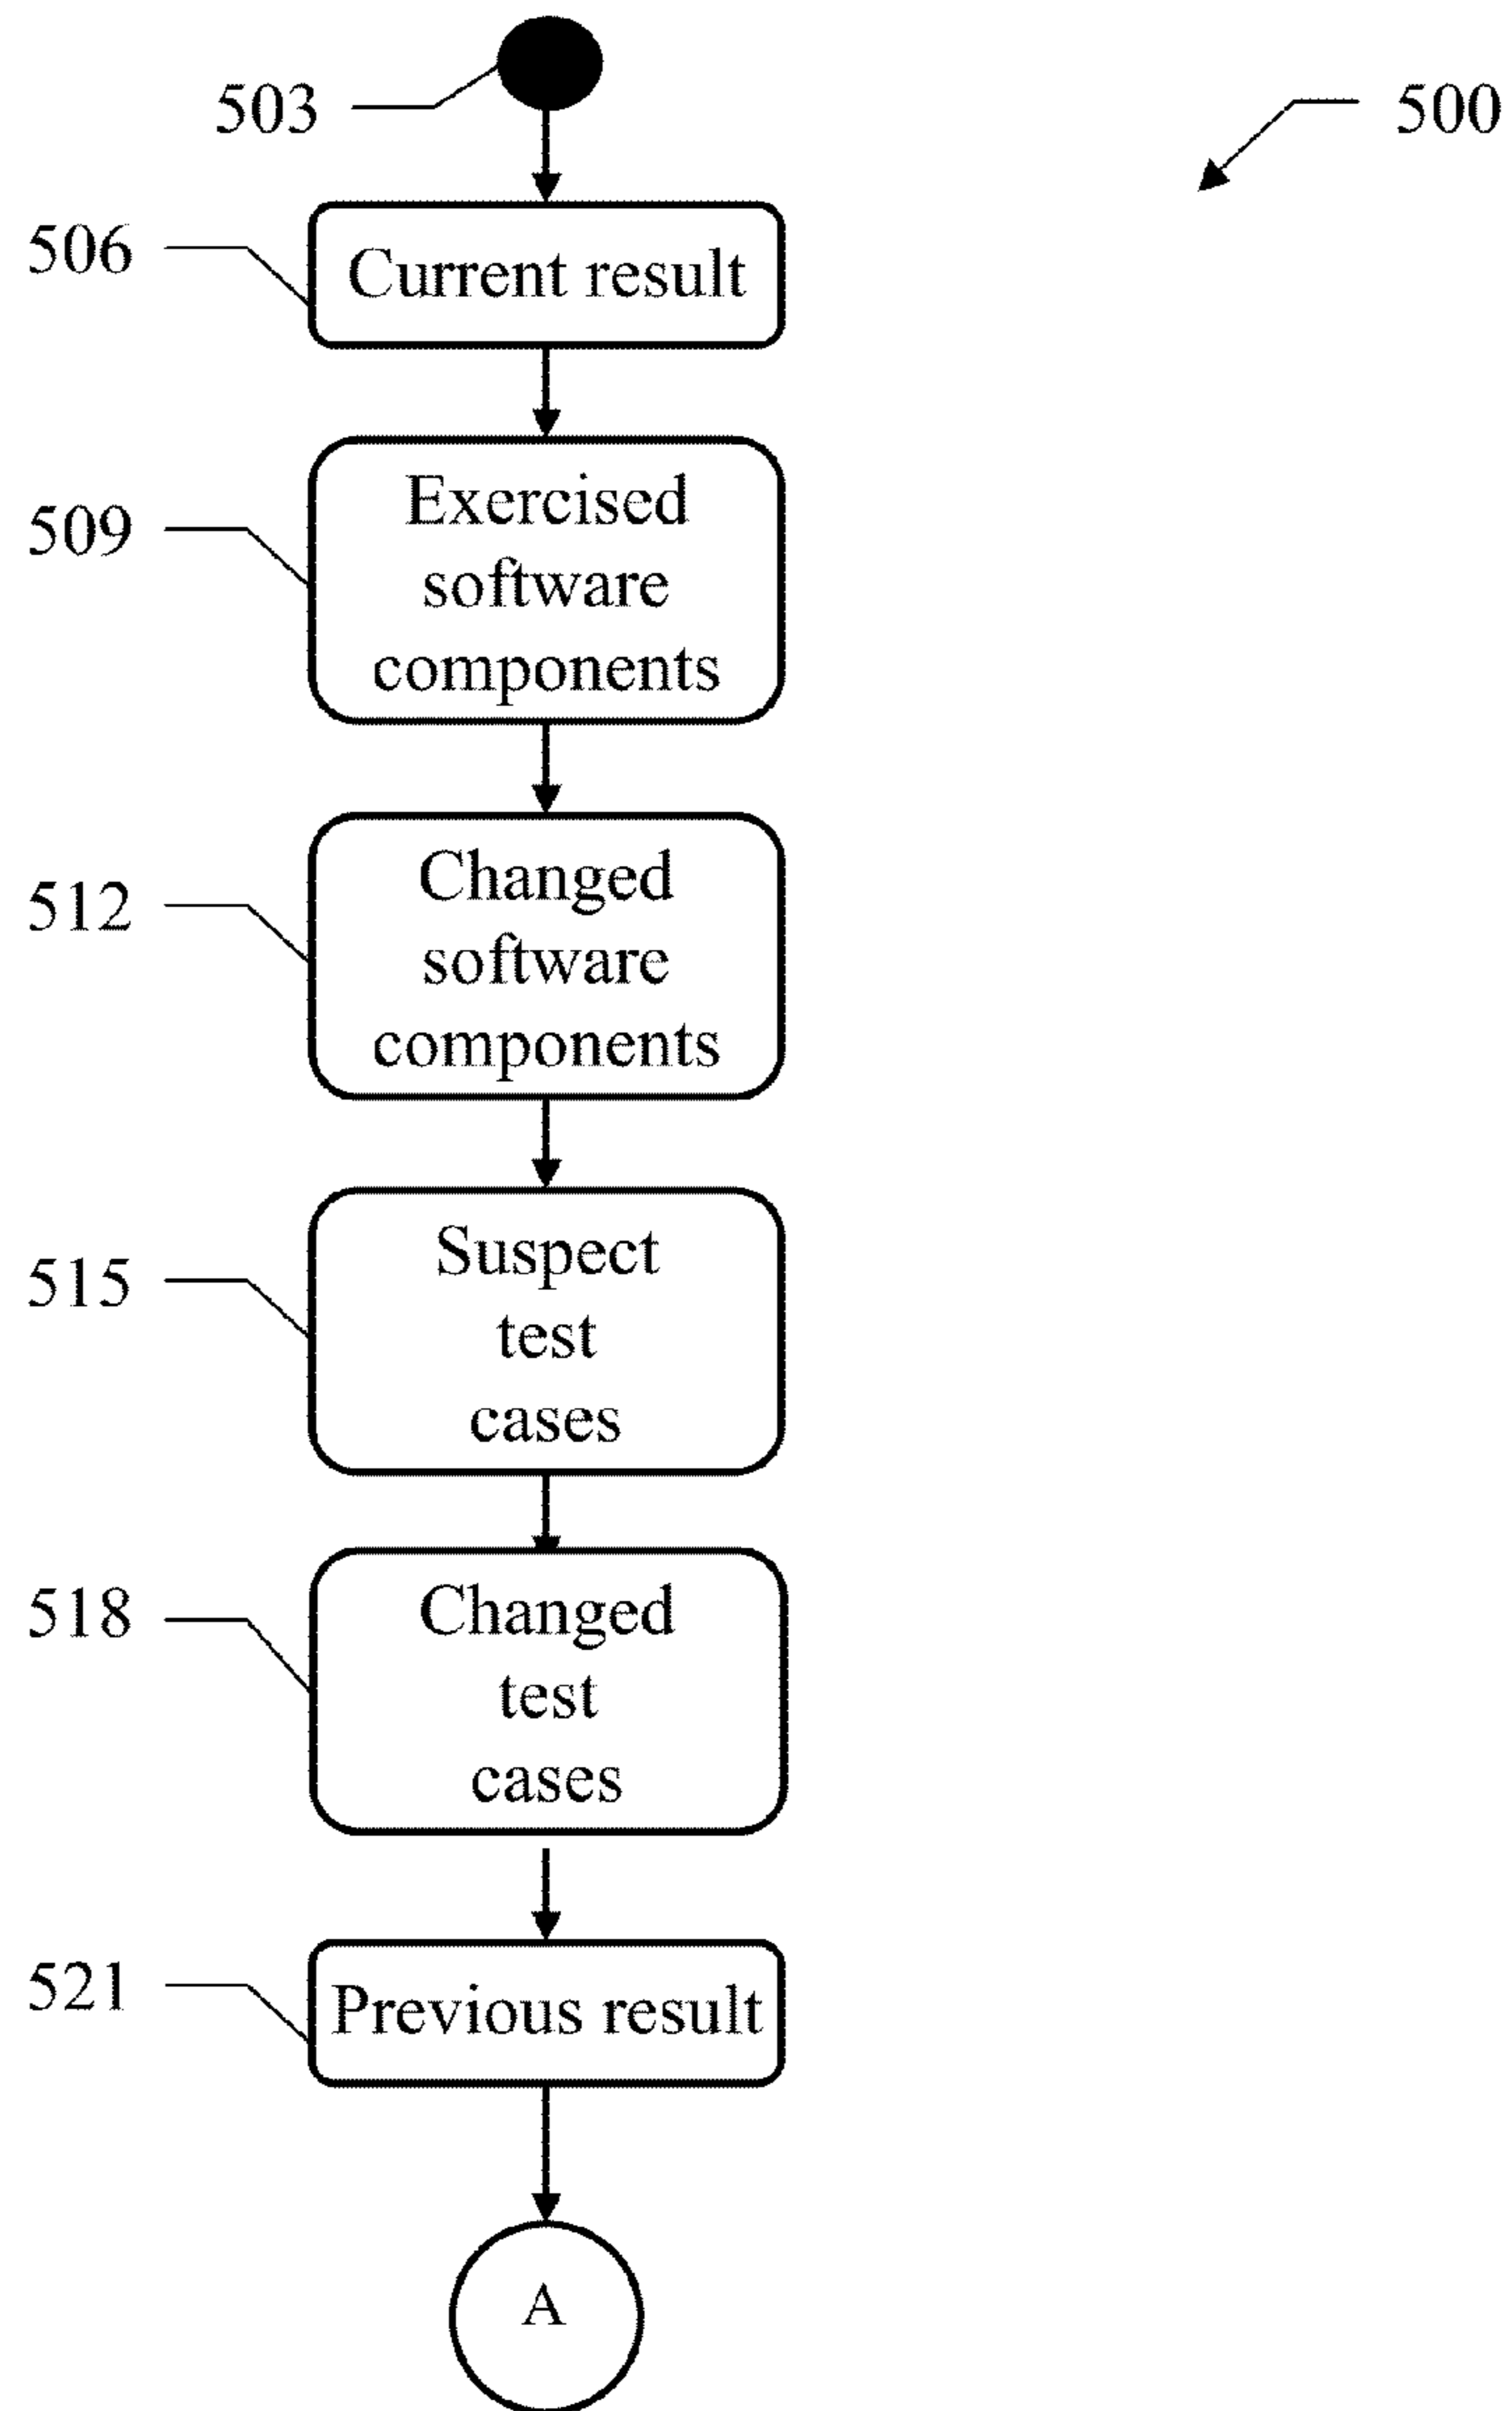 503
500
506
Current result
509
Exercised
software
components
512
Changed
software
components
515
Suspect
test
cases
518
Changed
test
cases
521
Previous result
A